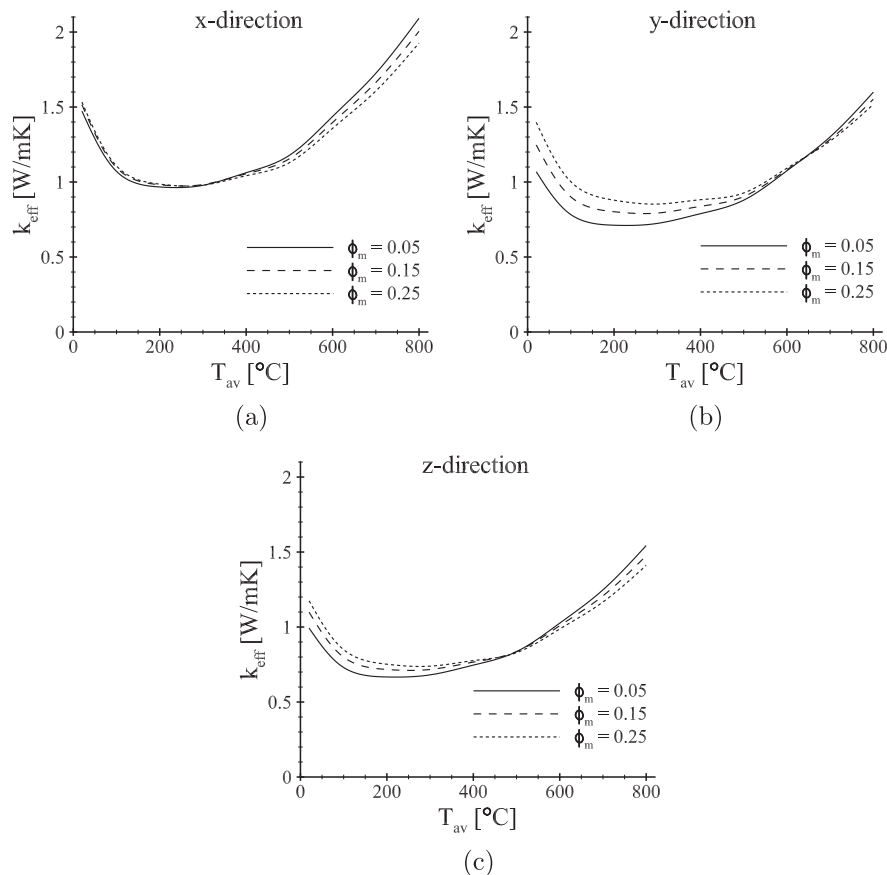 x-direction
k_eff [W/mK]
2
1.5
1
0.5
0
ϕ_m = 0.05
ϕ_m = 0.15
ϕ_m = 0.25
0 200 400 600 800
T_av [°C]
(a)
y-direction
k_eff [W/mK]
2
1.5
1
0.5
0
ϕ_m = 0.05
ϕ_m = 0.15
ϕ_m = 0.25
0 200 400 600 800
T_av [°C]
(b)
z-direction
k_eff [W/mK]
2
1.5
1
0.5
0
ϕ_m = 0.05
ϕ_m = 0.15
ϕ_m = 0.25
0 200 400 600 800
T_av [°C]
(c)